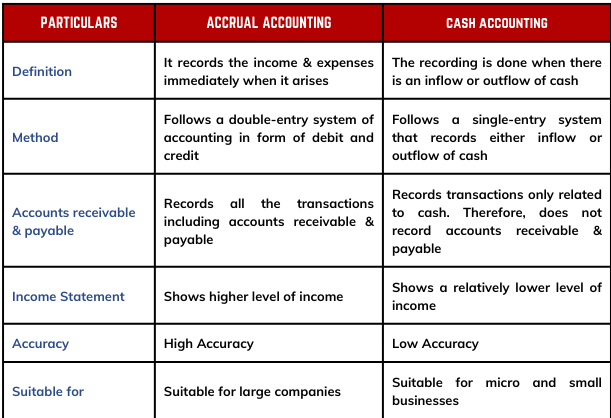 PARTICULARS ACCRUAL ACCOUNTING CASH ACCOUNTING
Definition
It records the income & expenses
immediately when it arises
The recording is done when there
is an inflow or outflow of cash
Method
Follows a double-entry system of
accounting in form of debit and
credit
Follows a single-entry system
that records either inflow or
outflow of cash
Accounts receivable
& payable
Records all the transactions
including accounts receivable &
payable
Records transactions only related
to cash. Therefore, does not
record accounts receivable &
payable
Income Statement
Shows higher level of income
Shows a relatively lower level of
income
Accuracy
High Accuracy
Low Accuracy
Suitable for
Suitable for large companies
Suitable for micro and small
businesses